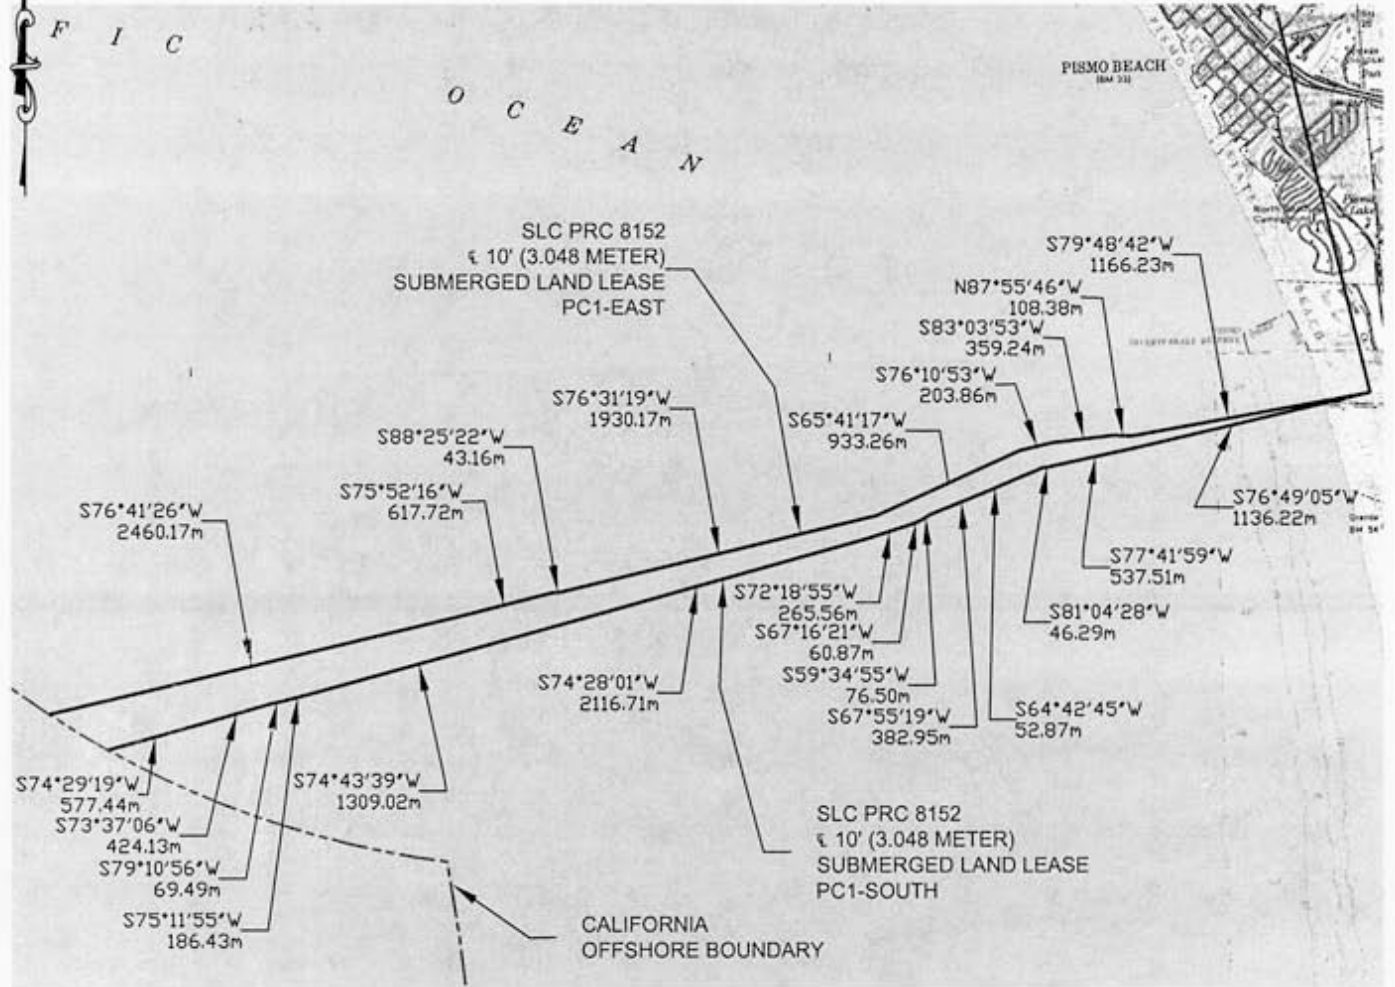 F I C
O C E A N
PISMO BEACH
SLC PRC 8152
℄ 10' (3.048 METER)
SUBMERGED LAND LEASE
PC1-EAST
S79°48'42"W
1166.23m
N87°55'46"W
108.38m
S83°03'53"W
359.24m
S76°10'53"W
203.86m
S65°41'17"W
933.26m
S76°31'19"W
1930.17m
S88°25'22"W
43.16m
S75°52'16"W
617.72m
S76°41'26"W
2460.17m
S76°49'05"W
1136.22m
S77°41'59"W
537.51m
S81°04'28"W
46.29m
S64°42'45"W
52.87m
S72°18'55"W
265.56m
S67°16'21"W
60.87m
S59°34'55"W
76.50m
S67°55'19"W
382.95m
S74°28'01"W
2116.71m
S74°43'39"W
1309.02m
S74°29'19"W
577.44m
S73°37'06"W
424.13m
S79°10'56"W
69.49m
S75°11'55"W
186.43m
SLC PRC 8152
℄ 10' (3.048 METER)
SUBMERGED LAND LEASE
PC1-SOUTH
CALIFORNIA
OFFSHORE BOUNDARY